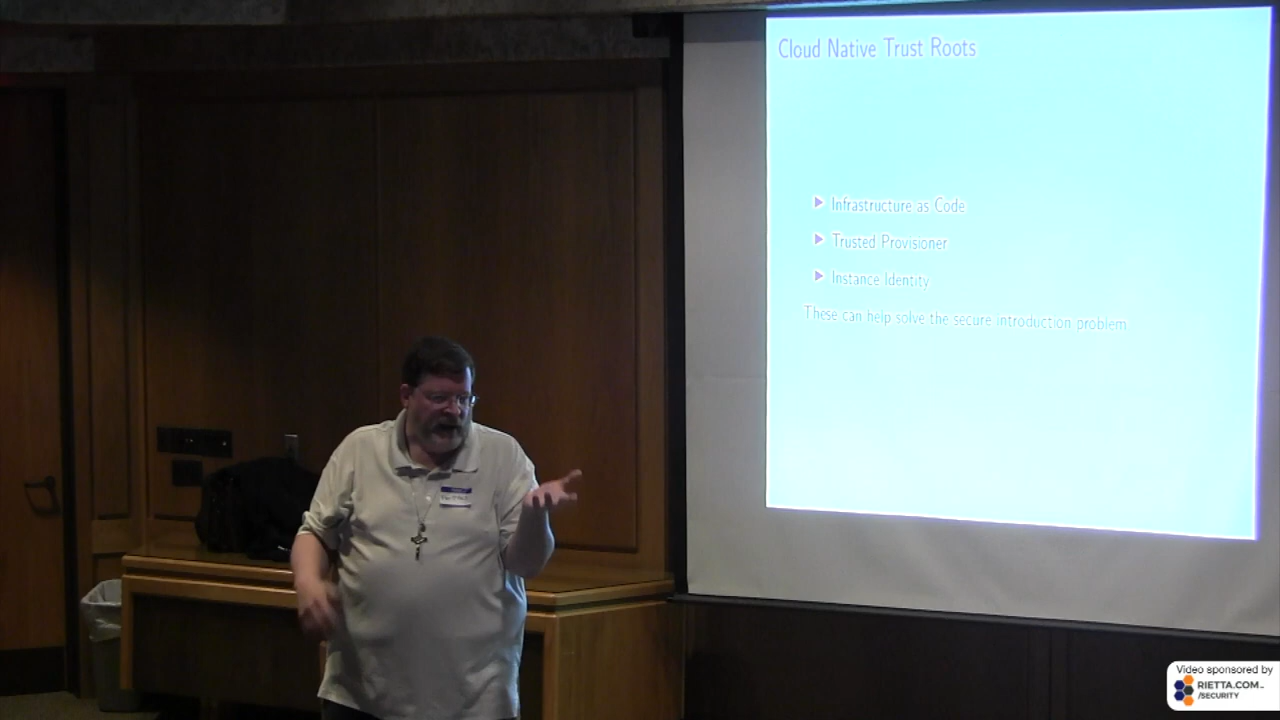 Cloud Native Trust Roots
Infrastructure as Code
Trusted Provisioner
Instance Identity
These can help solve the secure introduction problem
Video sponsored by
RIETTA.COM
/SECURITY